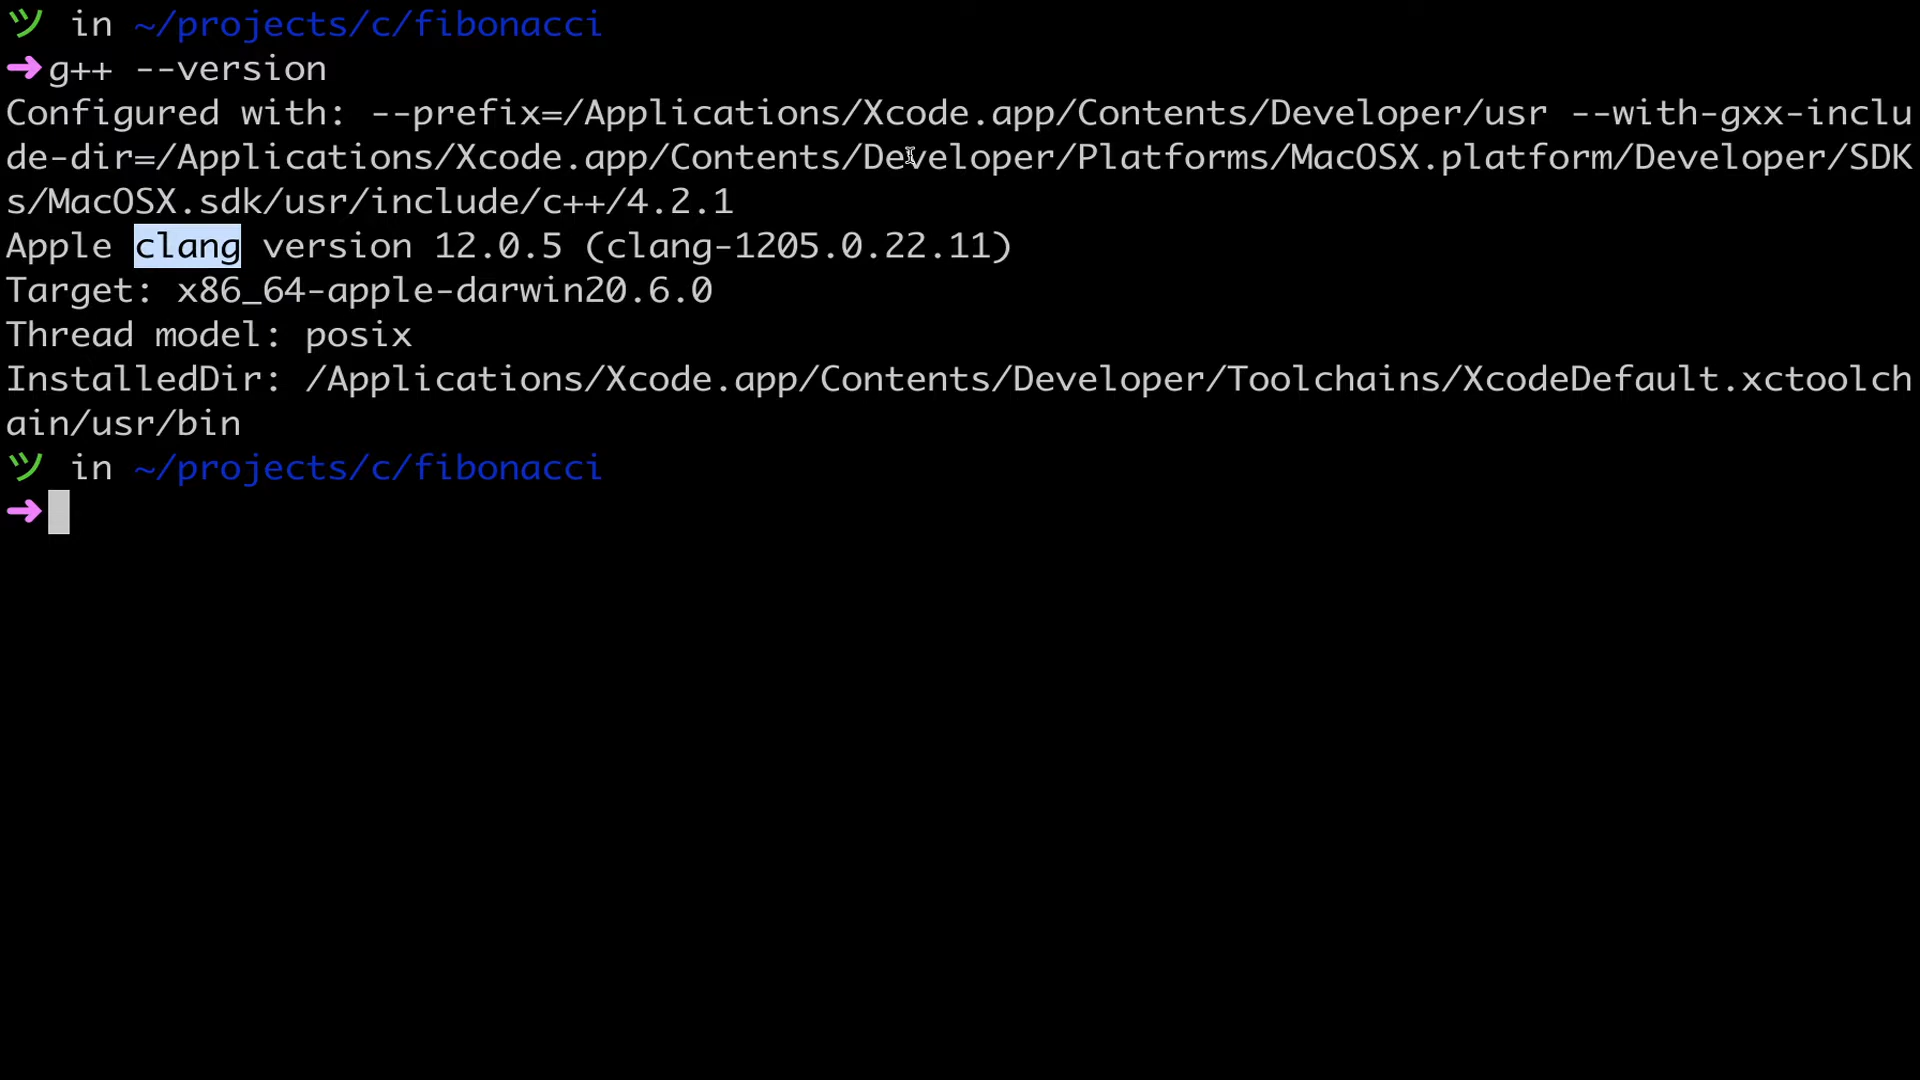 ツ in ~/projects/c/fibonacci
➜ g++ --version
Configured with: --prefix=/Applications/Xcode.app/Contents/Developer/usr --with-gxx-inclu
de-dir=/Applications/Xcode.app/Contents/Developer/Platforms/MacOSX.platform/Developer/SDK
s/MacOSX.sdk/usr/include/c++/4.2.1
Apple clang version 12.0.5 (clang-1205.0.22.11)
Target: x86_64-apple-darwin20.6.0
Thread model: posix
InstalledDir: /Applications/Xcode.app/Contents/Developer/Toolchains/XcodeDefault.xctoolch
ain/usr/bin
ツ in ~/projects/c/fibonacci
➜